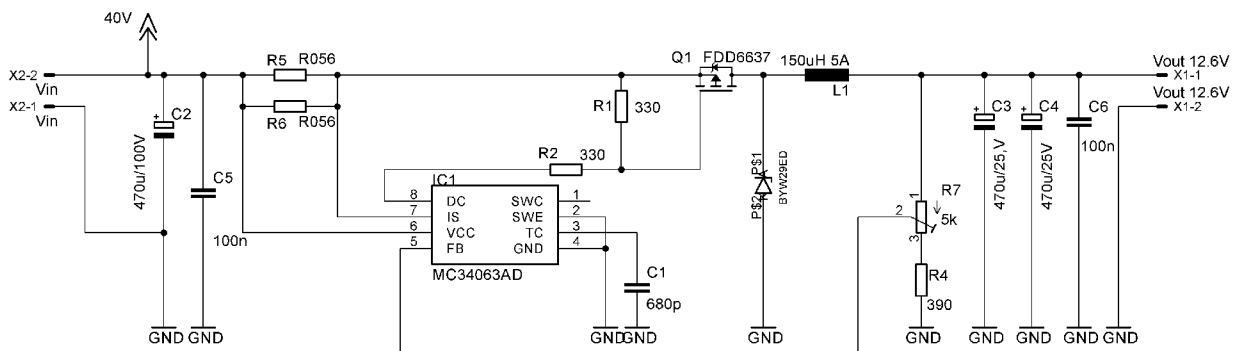 40V
X2-2
Vin
X2-1
Vin
C2
470u/100V
C5
100n
R5 R056
R6 R056
R1
330
R2 330
IC1
8 DC SWC 1
7 IS SWE 2
6 VCC TC 3
5 FB GND 4
MC34063AD
C1
680p
Q1 FDD6637
150uH 5A
L1
P$1
P$2
BYW29ED
1
2
3
R7
5k
R4
390
C3
470u/25,V
C4
470u/25V
C6
100n
Vout 12.6V
X1-1
Vout 12.6V
X1-2
GND GND GND GND GND GND GND GND GND GND